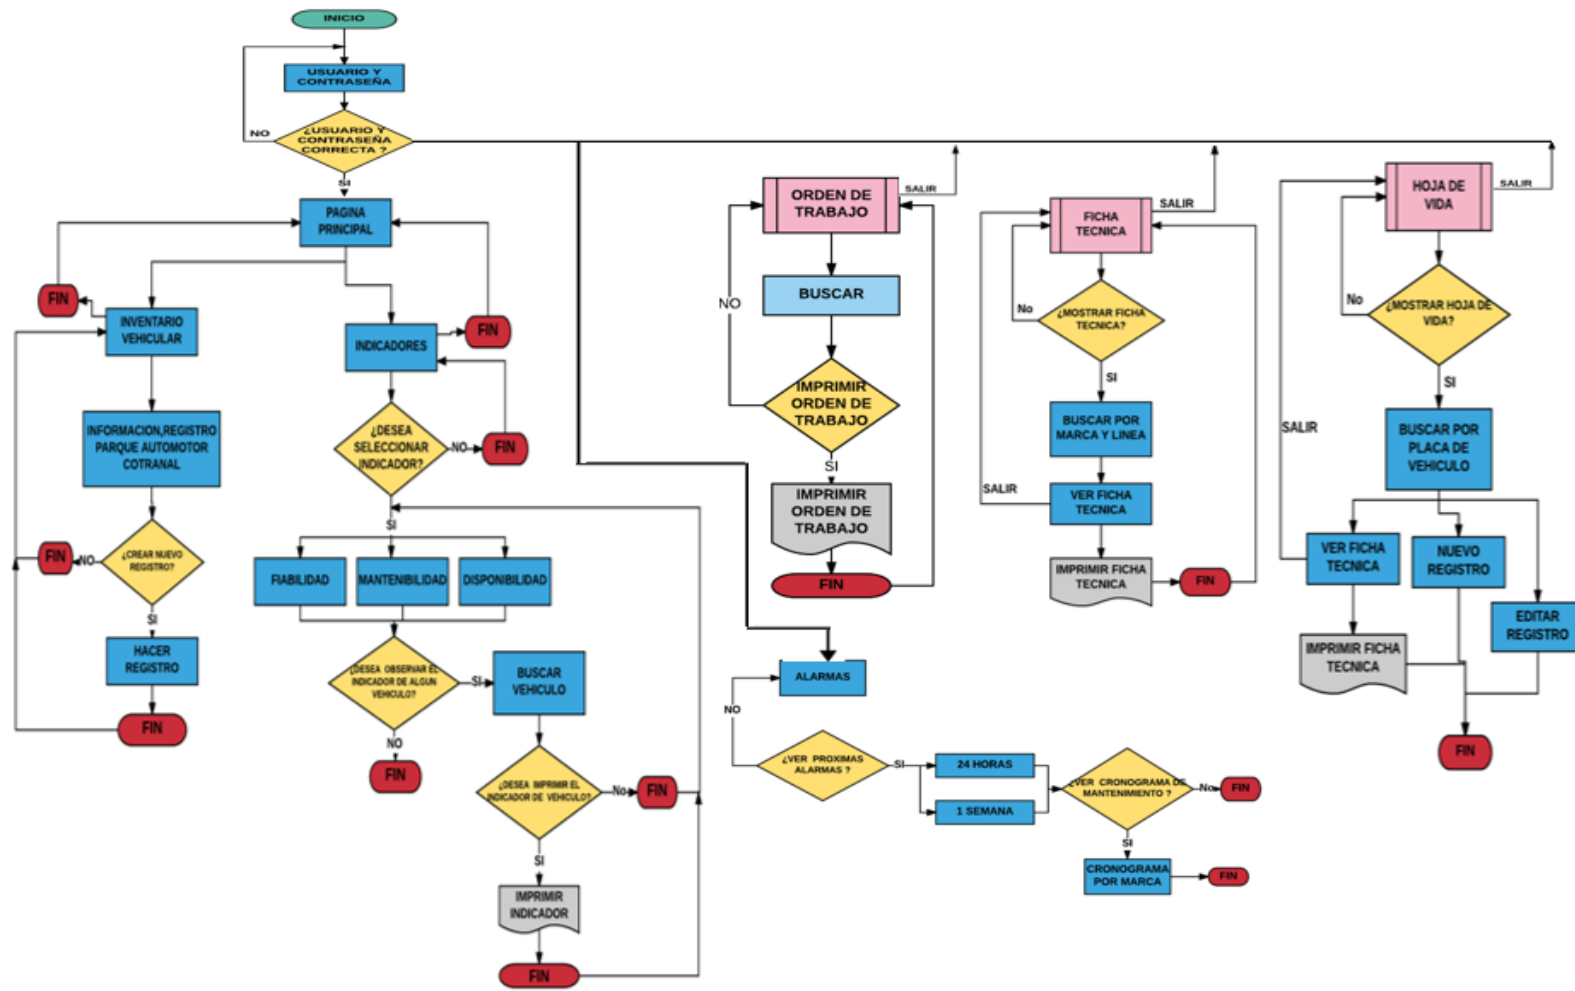 INICIO
USUARIO Y
CONTRASEÑA
NO
¿USUARIO Y
CONTRASEÑA
CORRECTA ?
SI
PAGINA
PRINCIPAL
FIN
INVENTARIO
VEHICULAR
INFORMACION,REGISTRO
PARQUE AUTOMOTOR
COTRANAL
FIN
NO
¿CREAR NUEVO
REGISTRO?
SI
HACER
REGISTRO
FIN
INDICADORES
FIN
¿DESEA
SELECCIONAR
INDICADOR?
NO
FIN
SI
FIABILIDAD
MANTENIBILIDAD
DISPONIBILIDAD
¿DESEA OBSERVAR EL
INDICADOR DE ALGUN
VEHICULO?
SI
NO
FIN
BUSCAR
VEHICULO
¿DESEA IMPRIMIR EL
INDICADOR DE VEHICULO?
No
FIN
SI
IMPRIMIR
INDICADOR
FIN
ORDEN DE
TRABAJO
SALIR
BUSCAR
NO
IMPRIMIR
ORDEN DE
TRABAJO
SI
IMPRIMIR
ORDEN DE
TRABAJO
FIN
ALARMAS
NO
¿VER PROXIMAS
ALARMAS ?
SI
24 HORAS
1 SEMANA
¿VER CRONOGRAMA DE
MANTENIMIENTO ?
No
FIN
SI
CRONOGRAMA
POR MARCA
FIN
FICHA
TECNICA
SALIR
No
¿MOSTRAR FICHA
TECNICA?
SI
BUSCAR POR
MARCA Y LINEA
SALIR
VER FICHA
TECNICA
IMPRIMIR FICHA
TECNICA
FIN
HOJA DE
VIDA
SALIR
No
¿MOSTRAR HOJA DE
VIDA?
SI
SALIR
BUSCAR POR
PLACA DE
VEHICULO
VER FICHA
TECNICA
NUEVO
REGISTRO
EDITAR
REGISTRO
IMPRIMIR FICHA
TECNICA
FIN